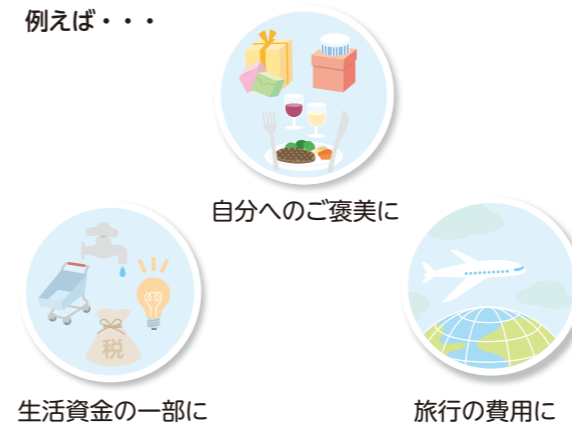 例えば・・・
自分へのご褒美に
税
生活資金の一部に
旅行の費用に